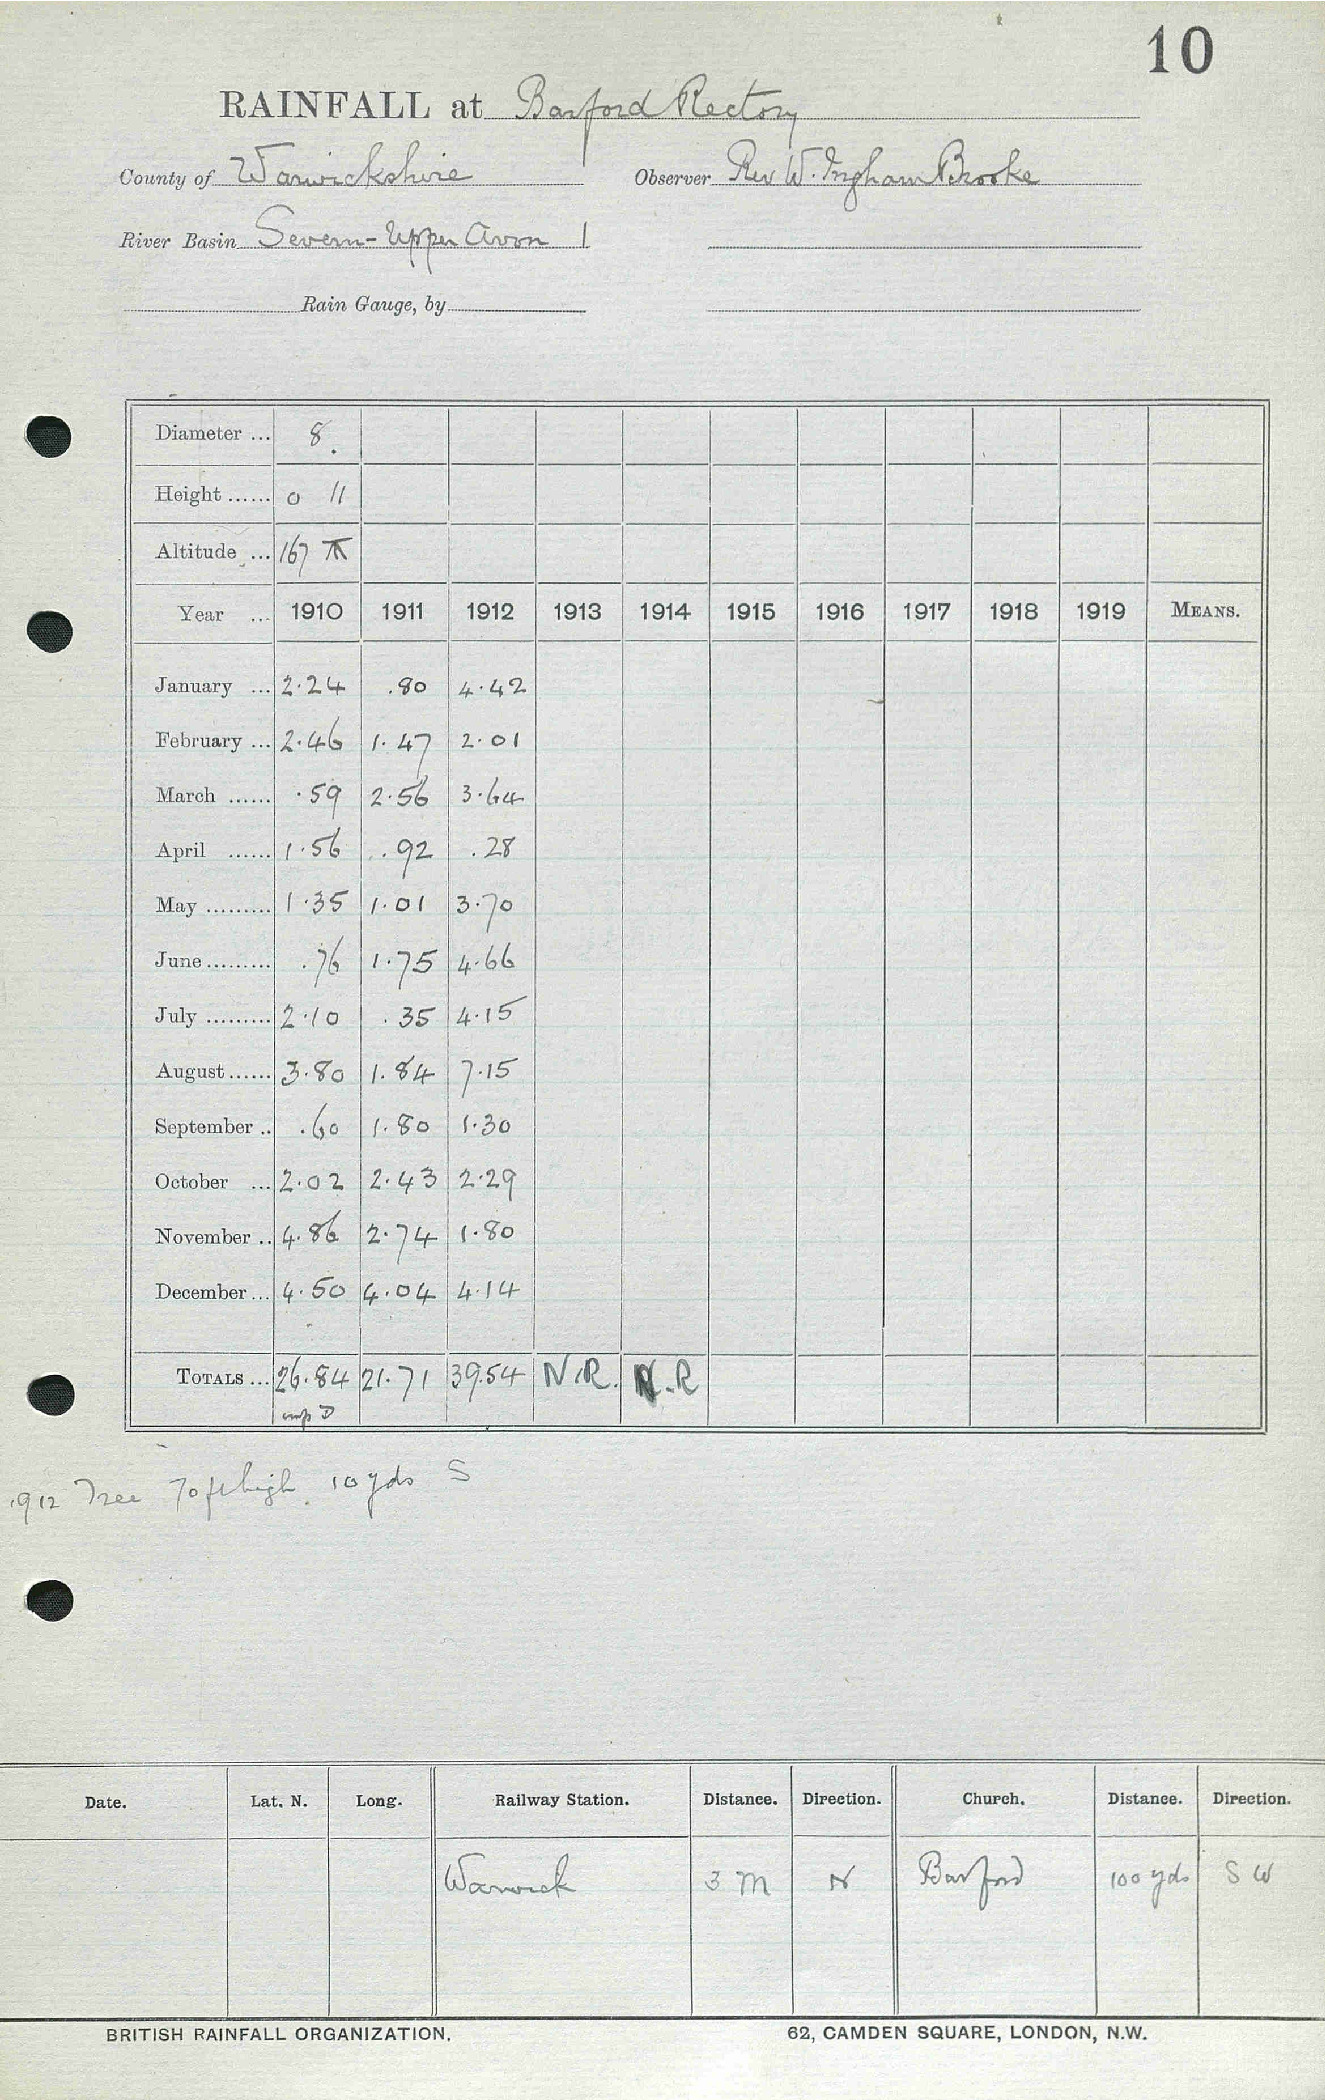 10
RAINFALL at Barford Rectory
County of Warwickshire Observer Rev W. Ingham Brooke
River Basin Severn - Upper Avon 1
Rain Gauge, by
Diameter ... 8.
Height ...... 0 11
Altitude ... 167
Year ... 1910 1911 1912 1913 1914 1915 1916 1917 1918 1919 MEANS.
January ... 2.24 .80 4.42
February ... 2.46 1.47 2.01
March ...... .59 2.56 3.64
April ...... 1.56 .92 .28
May ......... 1.35 1.01 3.70
June ......... .76 1.75 4.66
July ......... 2.10 .35 4.15
August ...... 3.80 1.84 7.15
September .. .60 1.80 1.30
October ... 2.02 2.43 2.29
November .. 4.86 2.74 1.80
December ... 4.50 4.04 4.14
TOTALS ... 26.84 21.71 39.54 N.R. N.R
1912 Tree 70ft high 10 yds S
Date. Lat. N. Long. Railway Station. Distance. Direction. Church. Distance. Direction.
Warwick 3 m N Barford 100 yds S W
BRITISH RAINFALL ORGANIZATION. 62, CAMDEN SQUARE, LONDON, N.W.